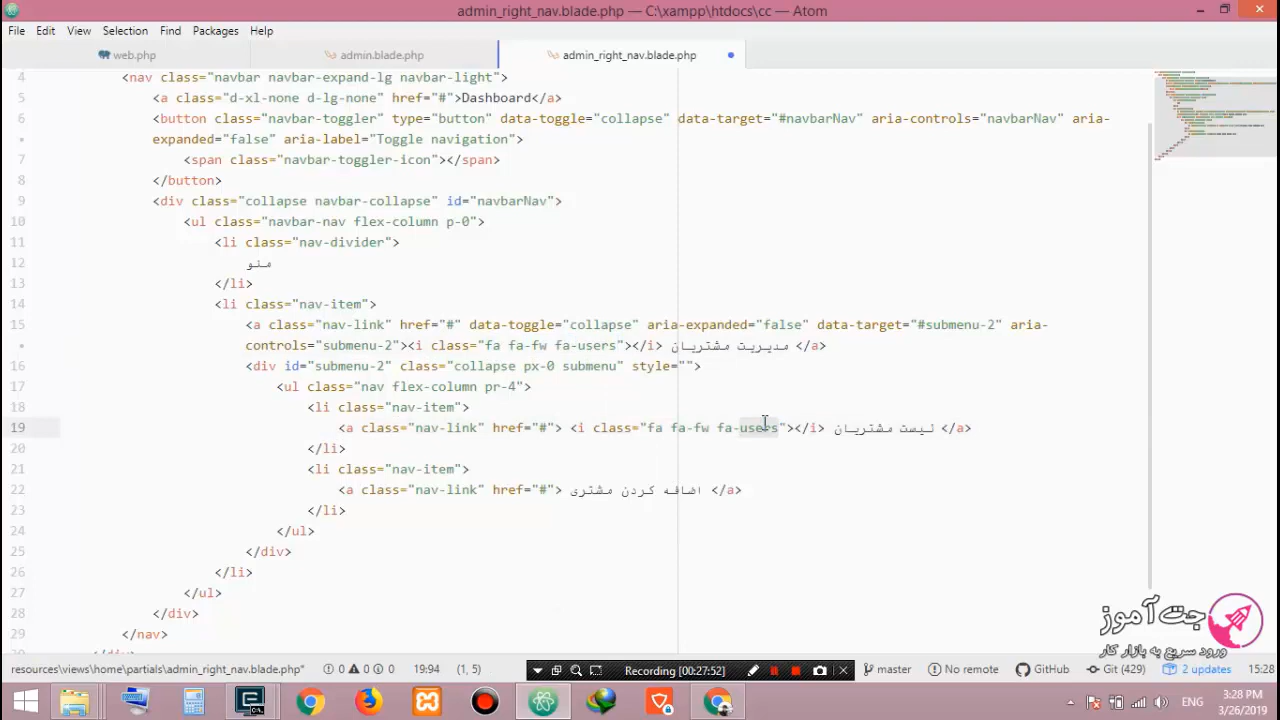 admin_right_nav.blade.php — C:\xampp\htdocs\cc — Atom
File Edit View Selection Find Packages Help
web.php admin.blade.php admin_right_nav.blade.php
4 <nav class="navbar navbar-expand-lg navbar-light">
5 <a class="d-xl-none d-lg-none" href="#">Dashboard</a>
6 <button class="navbar-toggler" type="button" data-toggle="collapse" data-target="#navbarNav" aria-controls="navbarNav" aria-
• expanded="false" aria-label="Toggle navigation">
7 <span class="navbar-toggler-icon"></span>
8 </button>
9 <div class="collapse navbar-collapse" id="navbarNav">
10 <ul class="navbar-nav flex-column p-0">
11 <li class="nav-divider">
12 منو
13 </li>
14 <li class="nav-item">
15 <a class="nav-link" href="#" data-toggle="collapse" aria-expanded="false" data-target="#submenu-2" aria-
• controls="submenu-2"><i class="fa fa-fw fa-users"></i> مدیریت مشتریان </a>
16 <div id="submenu-2" class="collapse px-0 submenu" style="">
17 <ul class="nav flex-column pr-4">
18 <li class="nav-item">
19 <a class="nav-link" href="#"> <i class="fa fa-fw fa-users"></i> لیست مشتریان </a>
20 </li>
21 <li class="nav-item">
22 <a class="nav-link" href="#"> اضافه کردن مشتری </a>
23 </li>
24 </ul>
25 </div>
26 </li>
27 </ul>
28 </div>
29 </nav>
جت آموز
ورود سریع به بازار کار
resources\views\home\partials\admin_right_nav.blade.php* 0 0 0 19:94 (1, 5) Recording [00:27:52] master No remote GitHub 0 (429) 2 updates 15:28
ENG 3:28 PM
3/26/2019